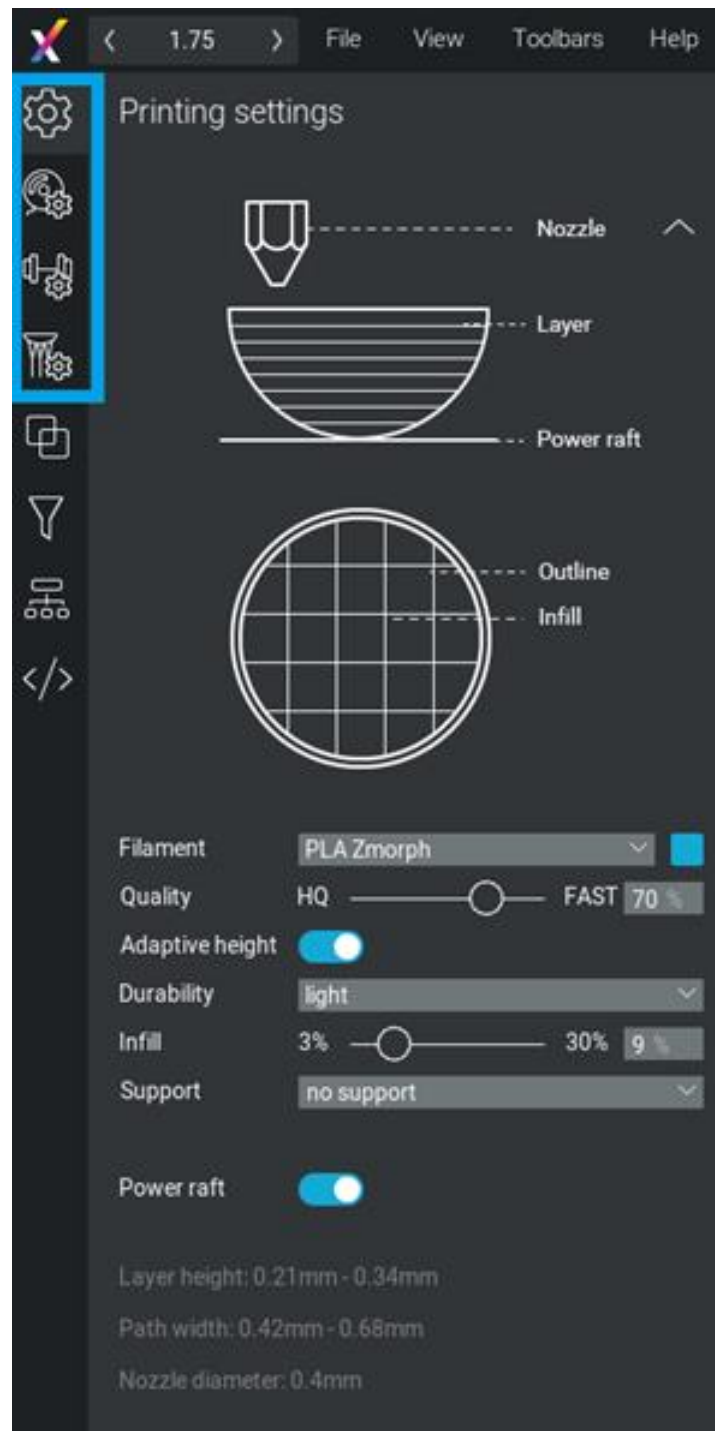 1.75 File View Toolbars Help
Printing settings
Nozzle
Layer
Power raft
Outline
Infill
Filament PLA Zmorph
Quality HQ FAST 70 %
Adaptive height
Durability light
Infill 3% 30% 9 %
Support no support
Power raft
Layer height: 0.21mm - 0.34mm
Path width: 0.42mm - 0.68mm
Nozzle diameter: 0.4mm